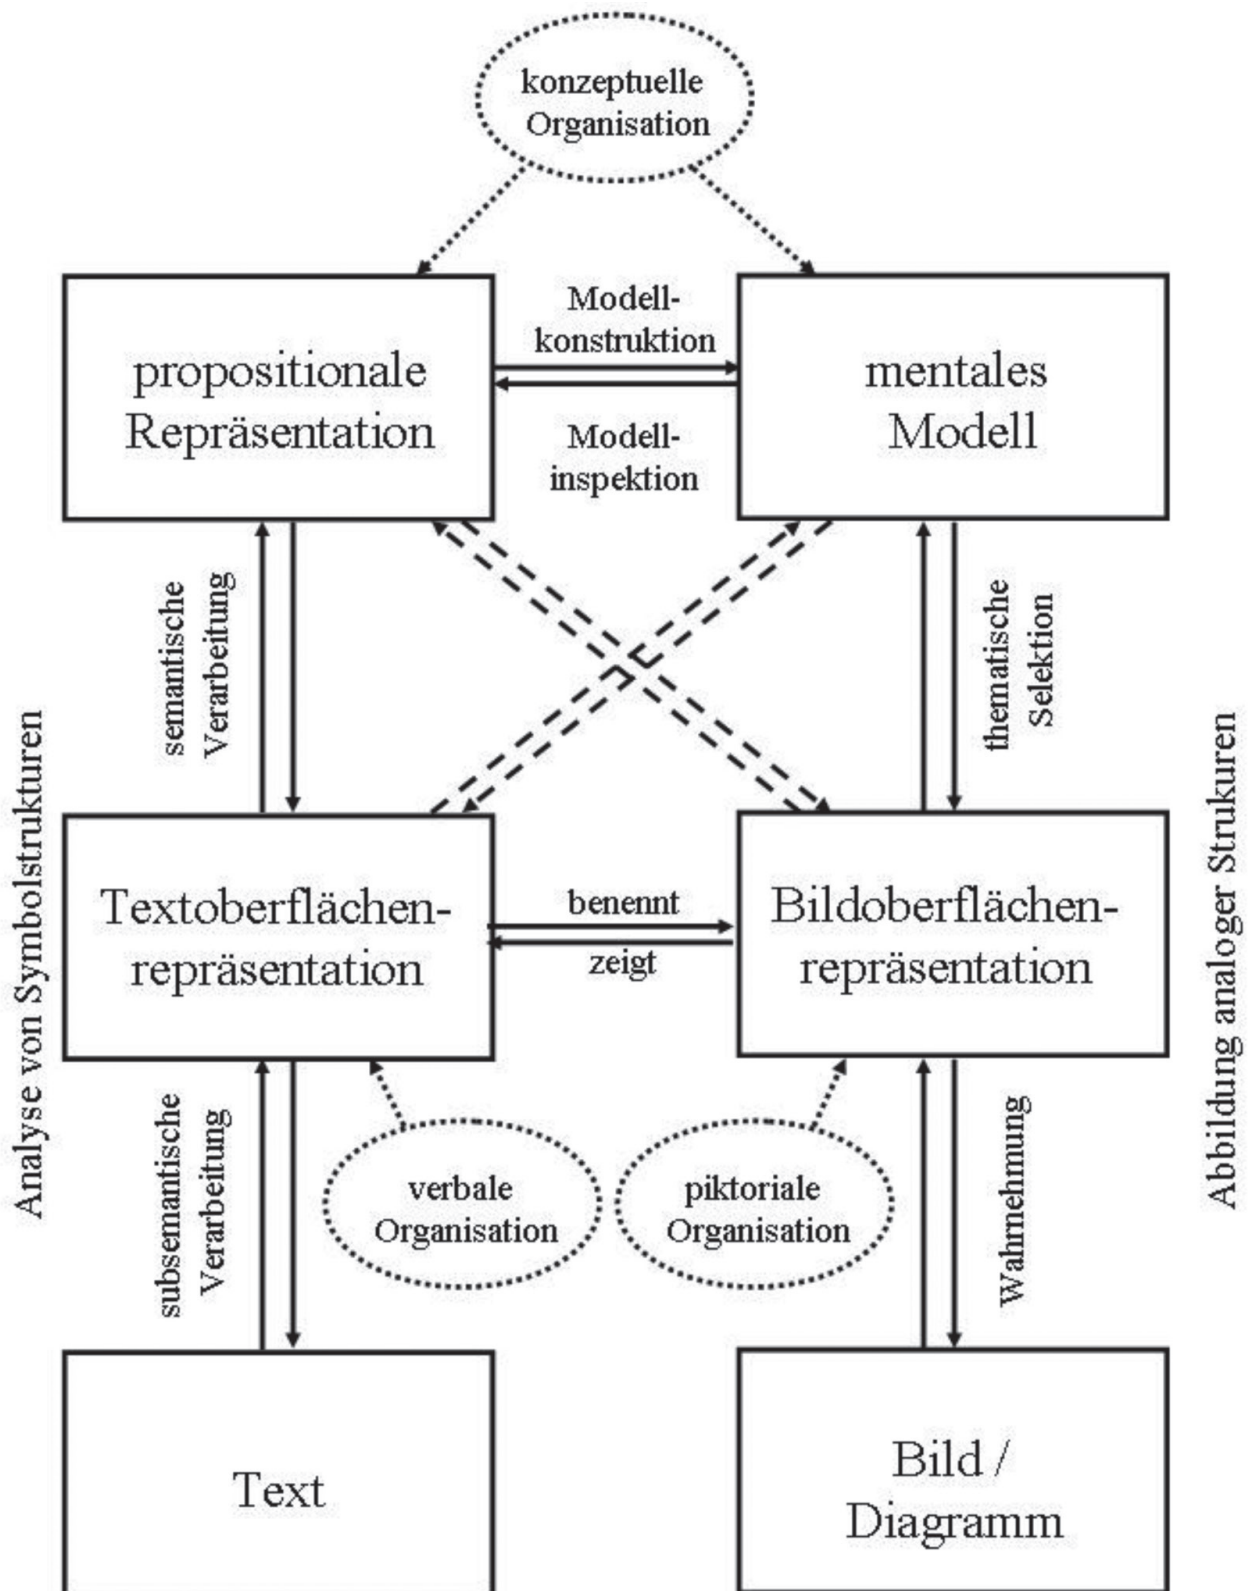 konzeptuelle
Organisation
Modell-
konstruktion
propositionale
Repräsentation
mentales
Modell
Modell-
inspektion
semantische
Verarbeitung
thematische
Selektion
Analyse von Symbolstrukturen
Abbildung analoger Strukuren
Textoberflächen-
repräsentation
benennt
zeigt
Bildoberflächen-
repräsentation
subsemantische
Verarbeitung
verbale
Organisation
piktoriale
Organisation
Wahrnehmung
Text
Bild /
Diagramm